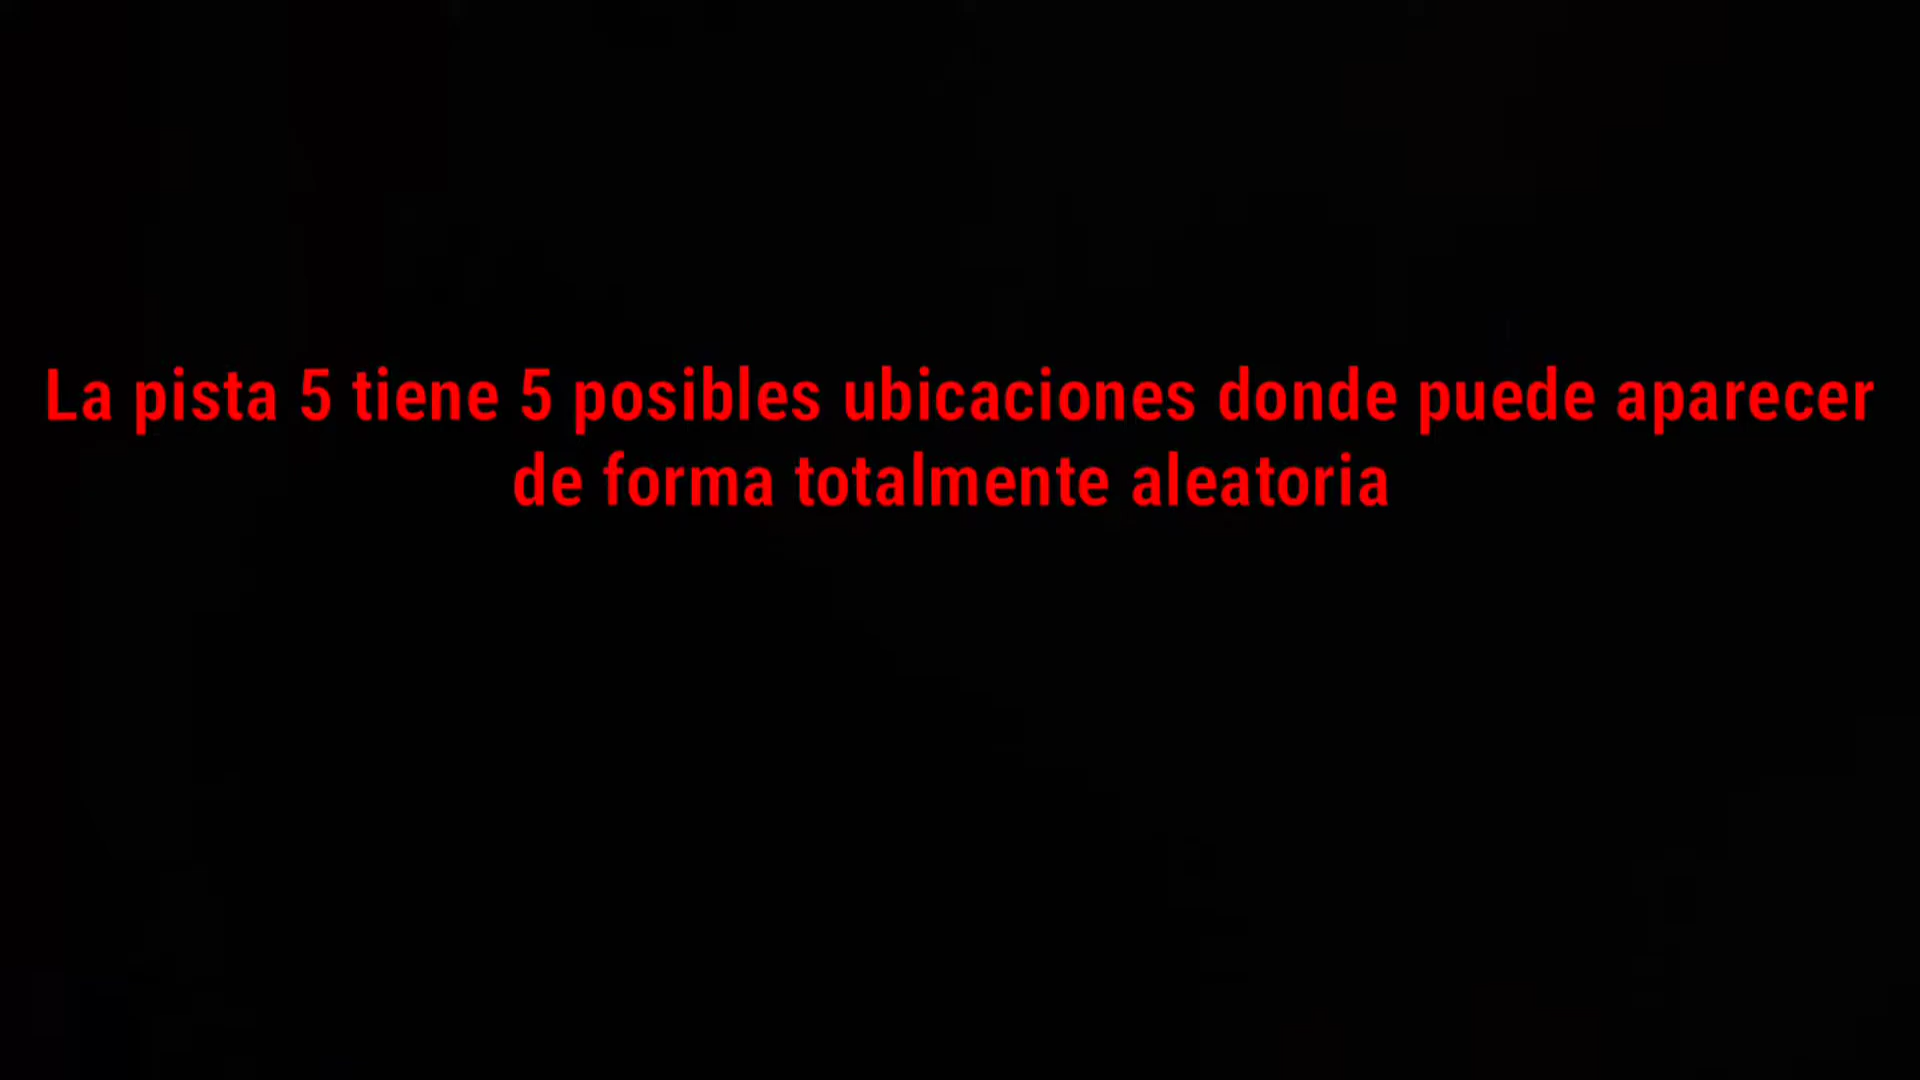 La pista 5 tiene 5 posibles ubicaciones donde puede aparecer
de forma totalmente aleatoria